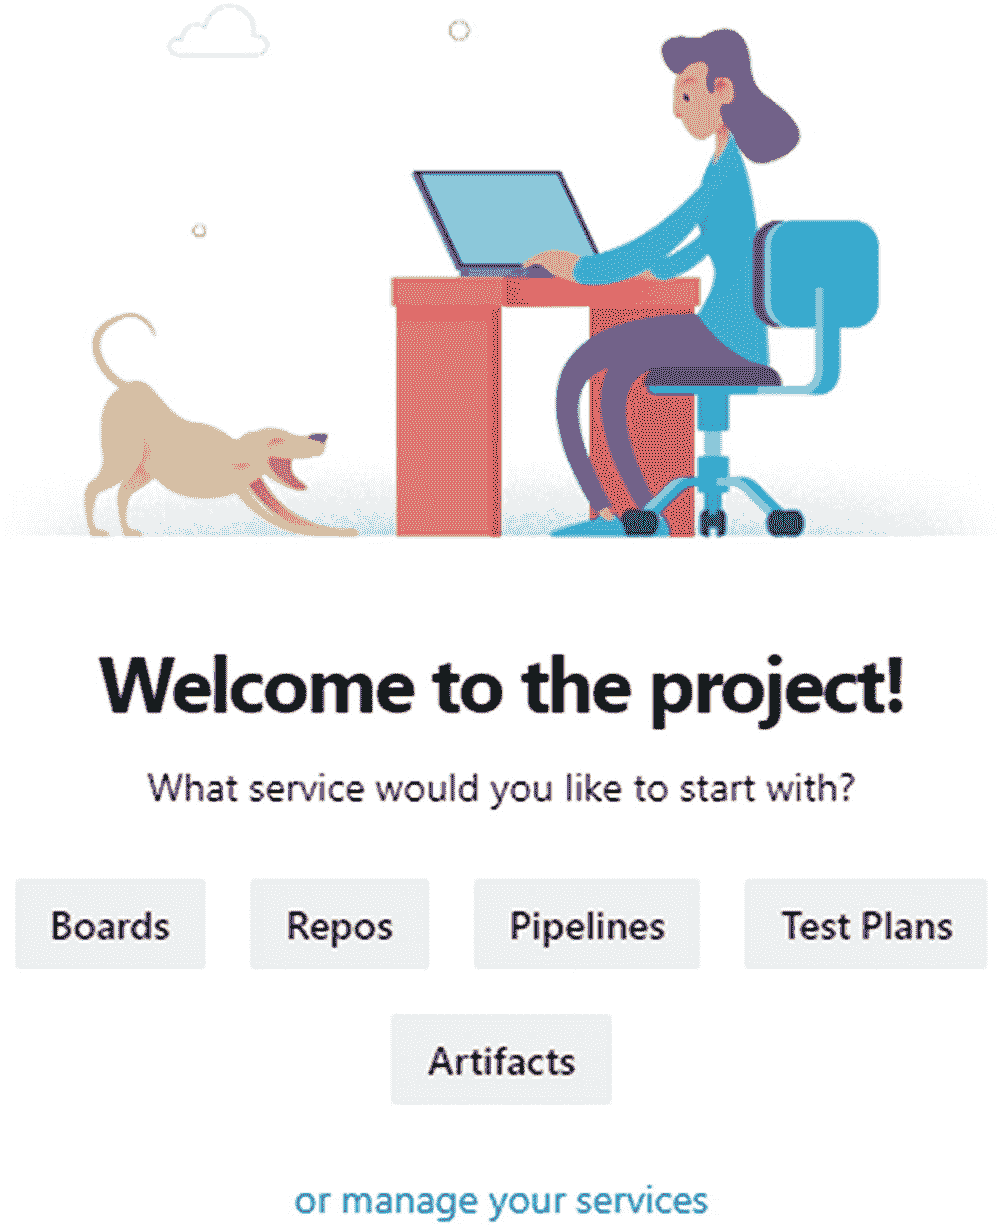 Welcome to the project!
What service would you like to start with?
Boards Repos Pipelines Test Plans
Artifacts
or manage your services